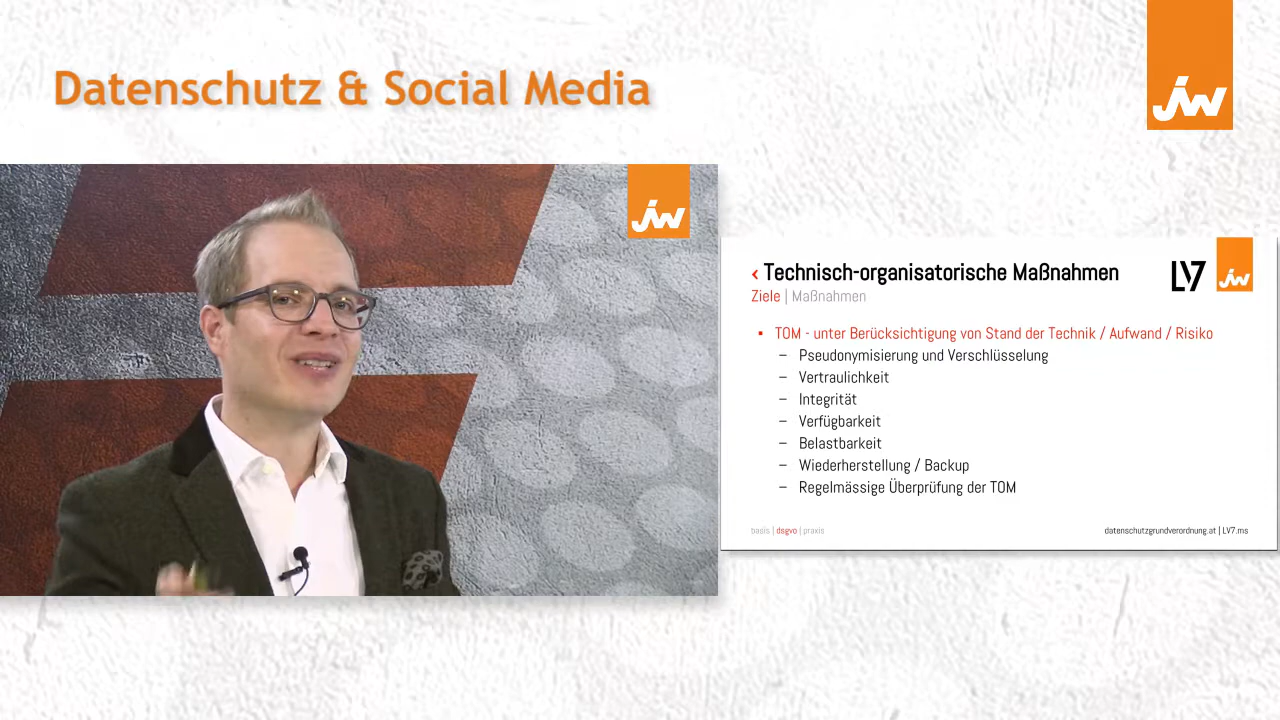 Datenschutz & Social Media
jw
jw
‹ Technisch-organisatorische Maßnahmen
LV7
jw
Ziele | Maßnahmen
▪ TOM - unter Berücksichtigung von Stand der Technik / Aufwand / Risiko
– Pseudonymisierung und Verschlüsselung
– Vertraulichkeit
– Integrität
– Verfügbarkeit
– Belastbarkeit
– Wiederherstellung / Backup
– Regelmässige Überprüfung der TOM
basis | dsgvo | praxis
datenschutzgrundverordnung.at | LV7.ms